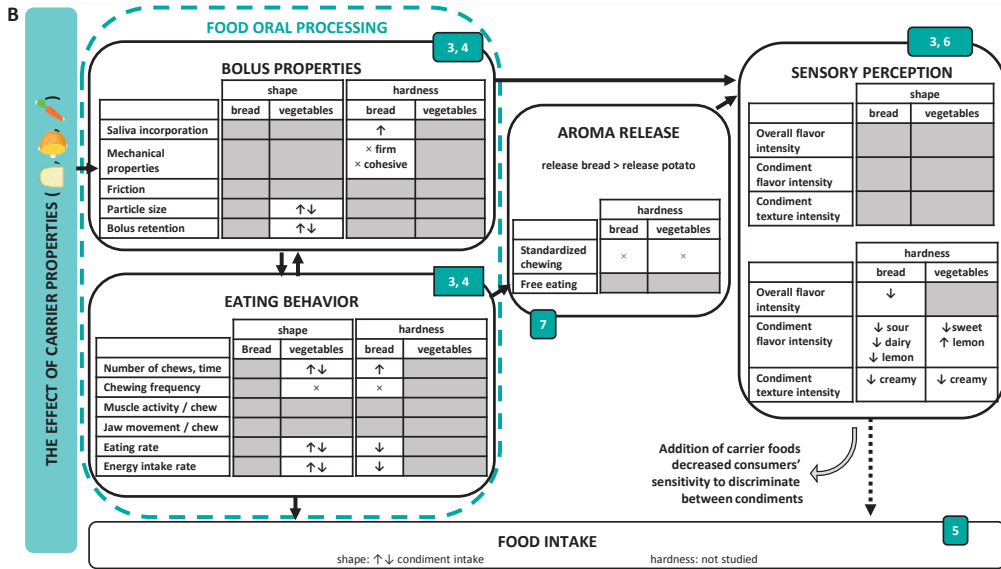 B
THE EFFECT OF CARRIER PROPERTIES ( , , )
FOOD ORAL PROCESSING
3, 4
BOLUS PROPERTIES
shape hardness
bread vegetables bread vegetables
Saliva incorporation ↑
Mechanical × firm
properties × cohesive
Friction
Particle size ↑↓
Bolus retention ↑↓
3, 4
EATING BEHAVIOR
shape hardness
Bread vegetables bread vegetables
Number of chews, time ↑↓ ↑
Chewing frequency × ×
Muscle activity / chew
Jaw movement / chew
Eating rate ↑↓ ↓
Energy intake rate ↑↓ ↓
AROMA RELEASE
release bread > release potato
hardness
bread vegetables
Standardized × ×
chewing
Free eating
7
3, 6
SENSORY PERCEPTION
shape
bread vegetables
Overall flavor
intensity
Condiment
flavor intensity
Condiment
texture intensity
hardness
bread vegetables
Overall flavor ↓
intensity
Condiment ↓ sour ↓sweet
flavor intensity ↓ dairy ↑ lemon
↓ lemon
Condiment ↓ creamy ↓ creamy
texture intensity
Addition of carrier foods
decreased consumers'
sensitivity to discriminate
between condiments
5
FOOD INTAKE
shape: ↑↓ condiment intake hardness: not studied